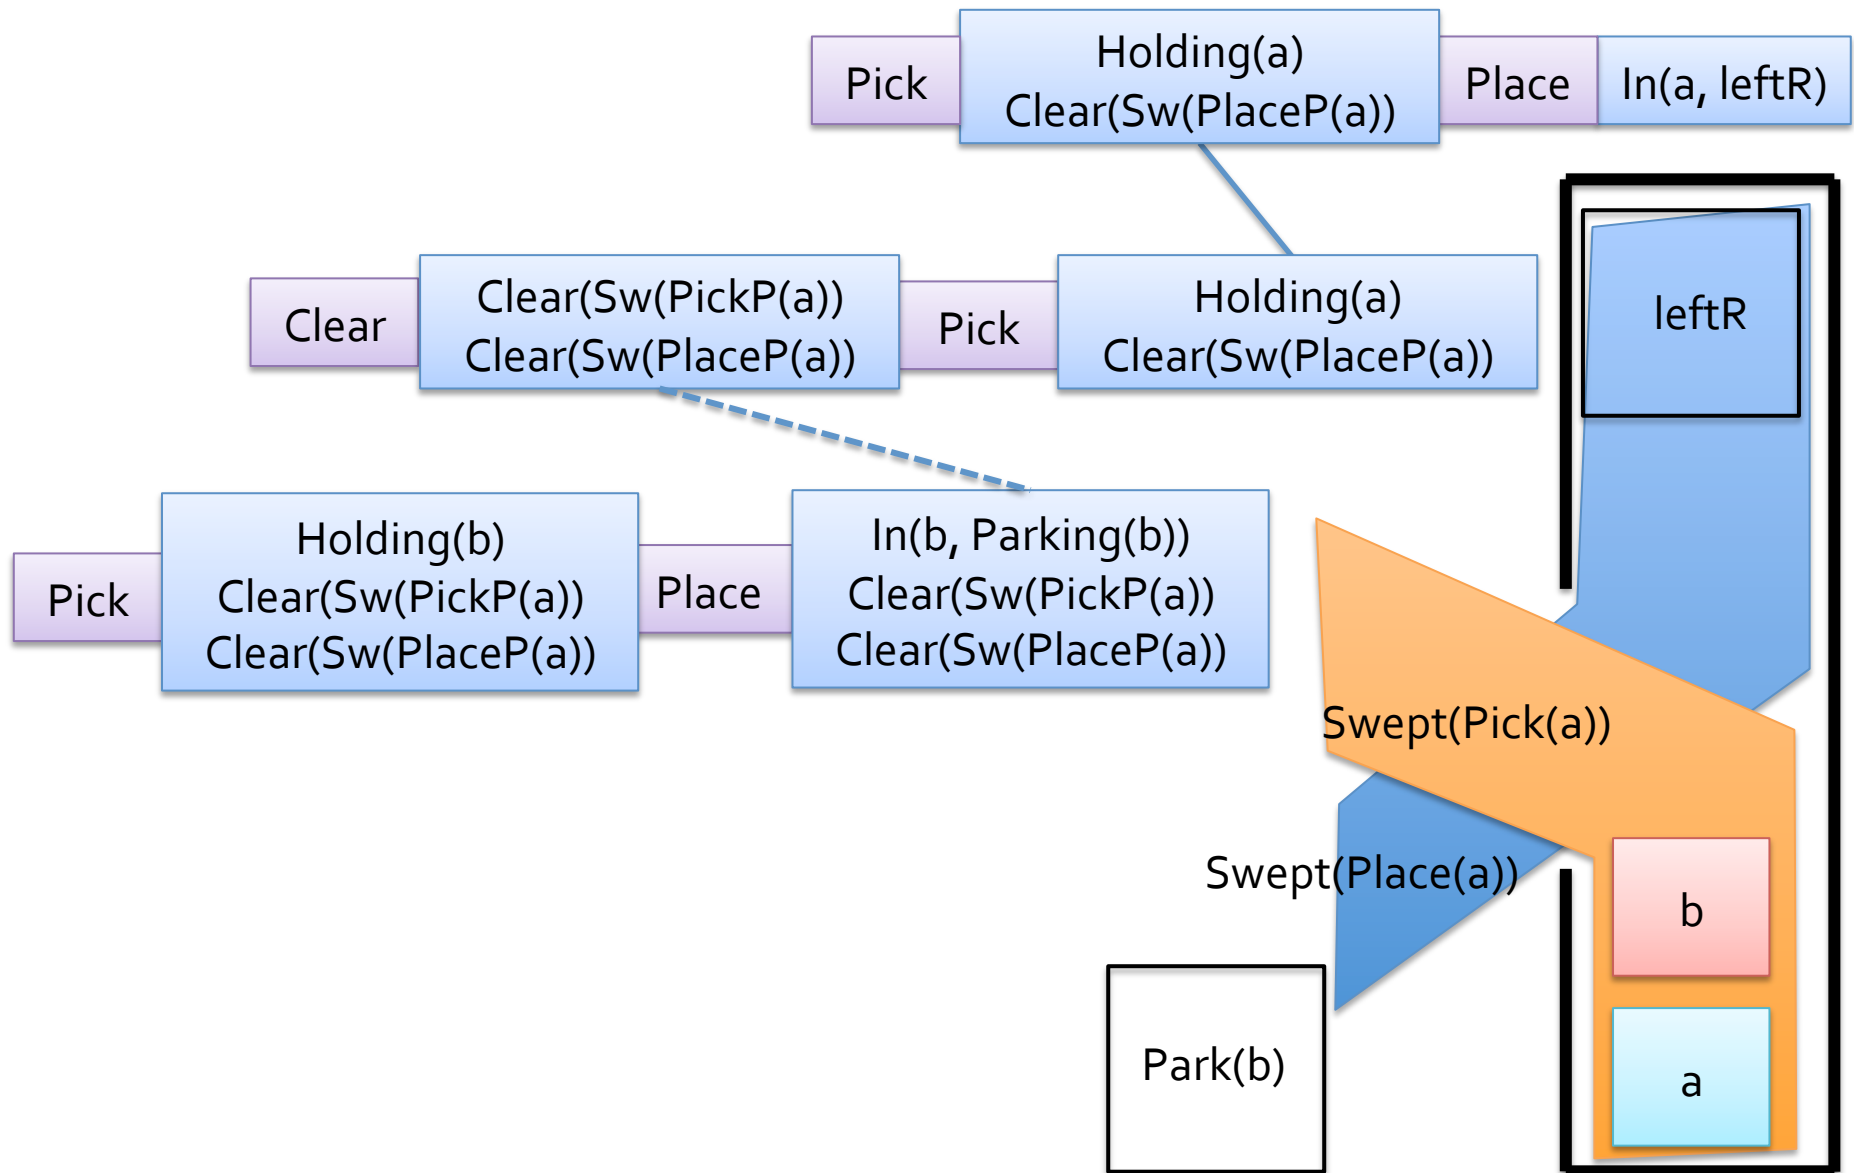 Pick
Holding(a)
Clear(Sw(PlaceP(a))
Place
In(a, leftR)
Clear
Clear(Sw(PickP(a))
Clear(Sw(PlaceP(a))
Pick
Holding(a)
Clear(Sw(PlaceP(a))
leftR
Pick
Holding(b)
Clear(Sw(PickP(a))
Clear(Sw(PlaceP(a))
Place
In(b, Parking(b))
Clear(Sw(PickP(a))
Clear(Sw(PlaceP(a))
Swept(Pick(a))
Swept(Place(a))
b
Park(b)
a